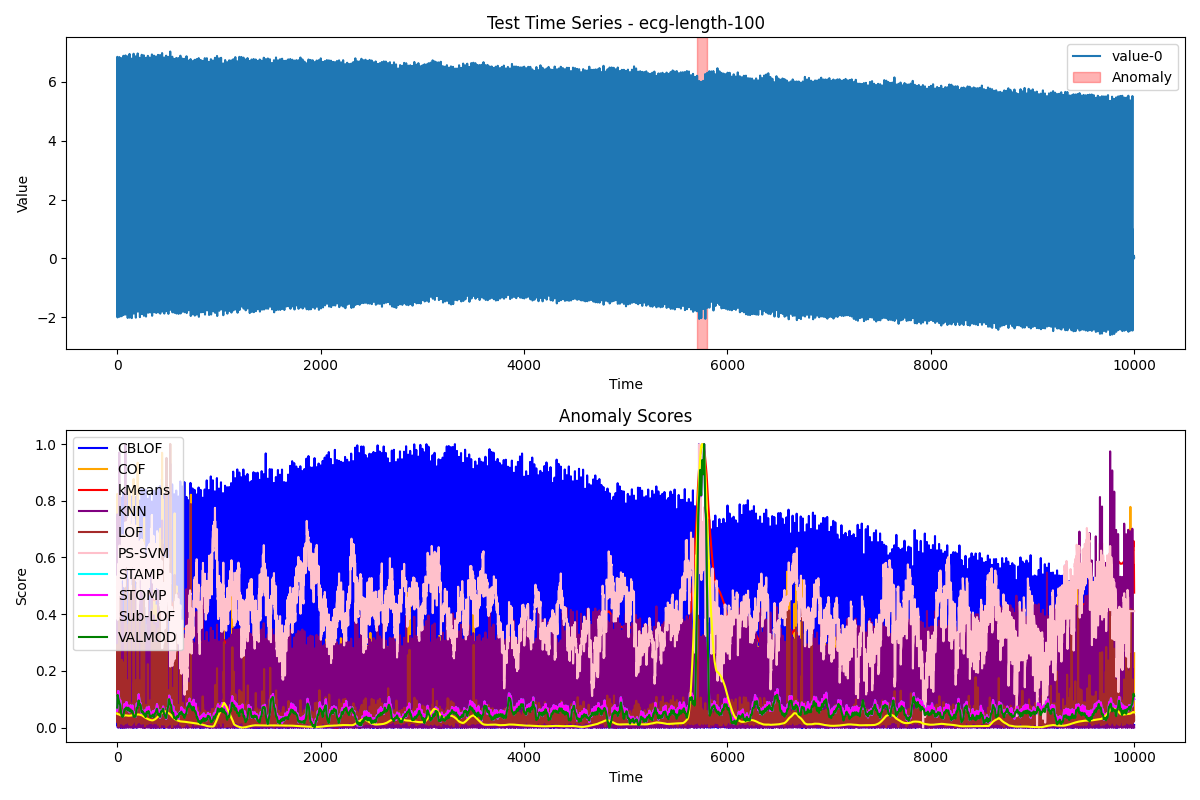 Test Time Series - ecg-length-100
value-0
Anomaly
Value
6
4
2
0
−2
0 2000 4000 6000 8000 10000
Time
Anomaly Scores
CBLOF
COF
kMeans
KNN
LOF
PS-SVM
STAMP
STOMP
Sub-LOF
VALMOD
Score
1.0
0.8
0.6
0.4
0.2
0.0
0 2000 4000 6000 8000 10000
Time